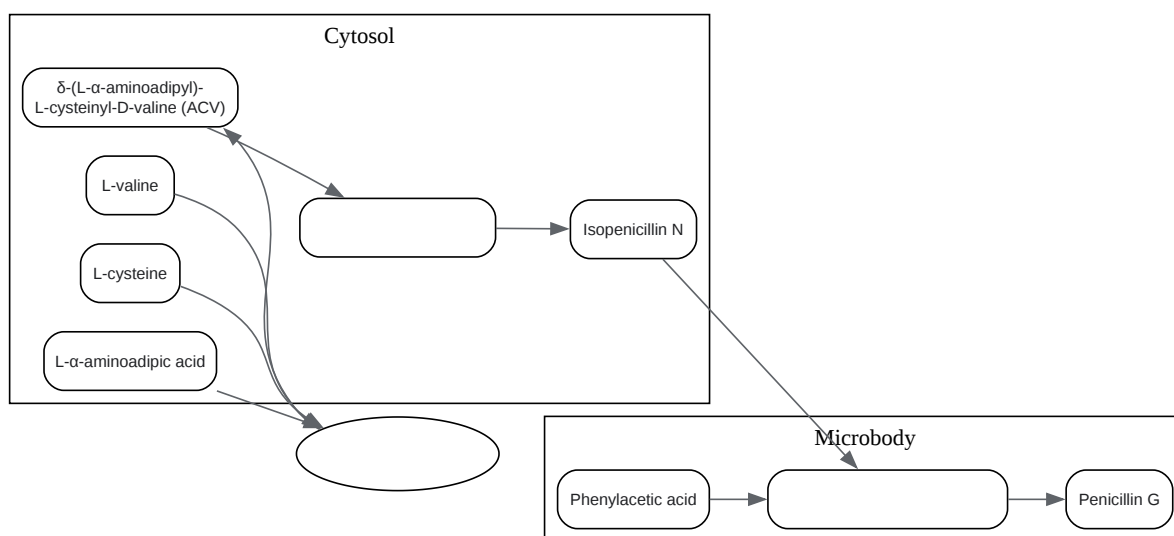 Cytosol
δ-(L-α-aminoadipyl)-
L-cysteinyl-D-valine (ACV)
L-valine
Isopenicillin N
L-cysteine
L-α-aminoadipic acid
Microbody
Phenylacetic acid
Penicillin G